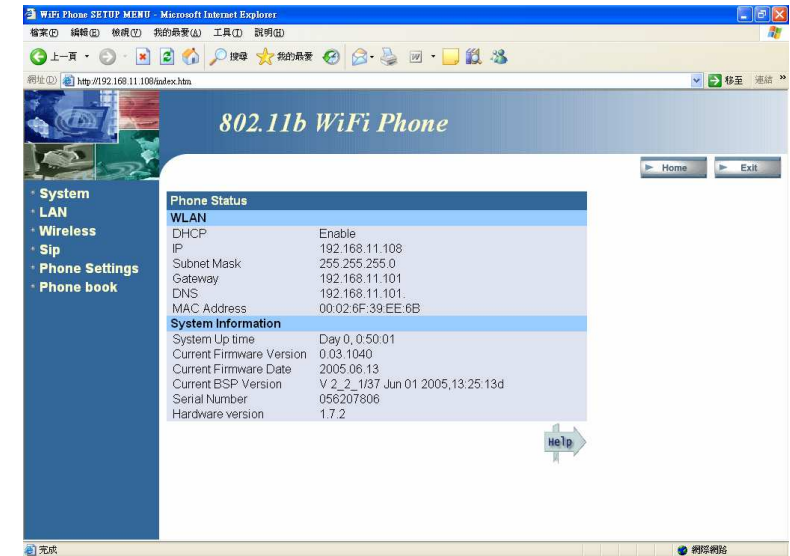 WiFi Phone SETUP MENU - Microsoft Internet Explorer
檔案(F) 編輯(E) 檢視(V) 我的最愛(A) 工具(T) 說明(H)
上一頁 搜尋 我的最愛
網址(D) http://192.168.11.108/index.htm 移至 連結 »
802.11b WiFi Phone
Home Exit
System
LAN
Wireless
Sip
Phone Settings
Phone book
Phone Status
WLAN
DHCP Enable
IP 192.168.11.108
Subnet Mask 255.255.255.0
Gateway 192.168.11.101
DNS 192.168.11.101.
MAC Address 00:02:6F:39:EE:6B
System Information
System Up time Day 0, 0:50:01
Current Firmware Version 0.03.1040
Current Firmware Date 2005.06.13
Current BSP Version V 2_2_1/37 Jun 01 2005,13:25:13d
Serial Number 056207806
Hardware version 1.7.2
Help
完成 網際網路